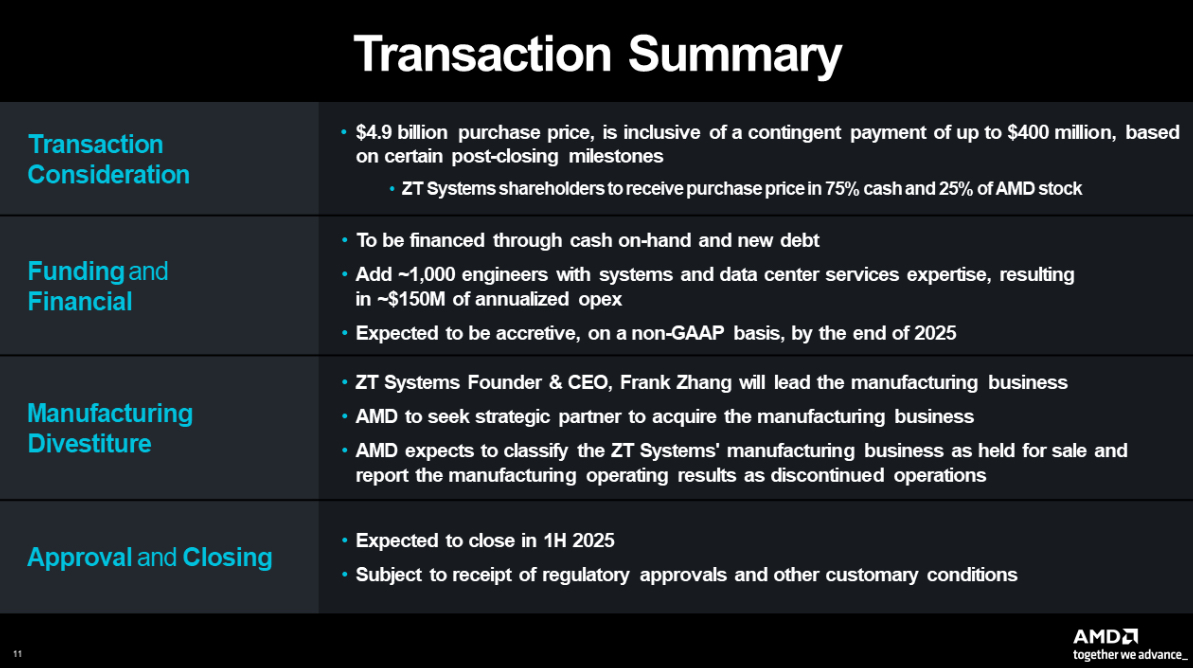 Transaction Summary
Transaction
Consideration
• $4.9 billion purchase price, is inclusive of a contingent payment of up to $400 million, based
on certain post-closing milestones
• ZT Systems shareholders to receive purchase price in 75% cash and 25% of AMD stock
Funding and
Financial
• To be financed through cash on-hand and new debt
• Add ~1,000 engineers with systems and data center services expertise, resulting
in ~$150M of annualized opex
• Expected to be accretive, on a non-GAAP basis, by the end of 2025
Manufacturing
Divestiture
• ZT Systems Founder & CEO, Frank Zhang will lead the manufacturing business
• AMD to seek strategic partner to acquire the manufacturing business
• AMD expects to classify the ZT Systems' manufacturing business as held for sale and
report the manufacturing operating results as discontinued operations
Approval and Closing
• Expected to close in 1H 2025
• Subject to receipt of regulatory approvals and other customary conditions
11
AMD
together we advance_